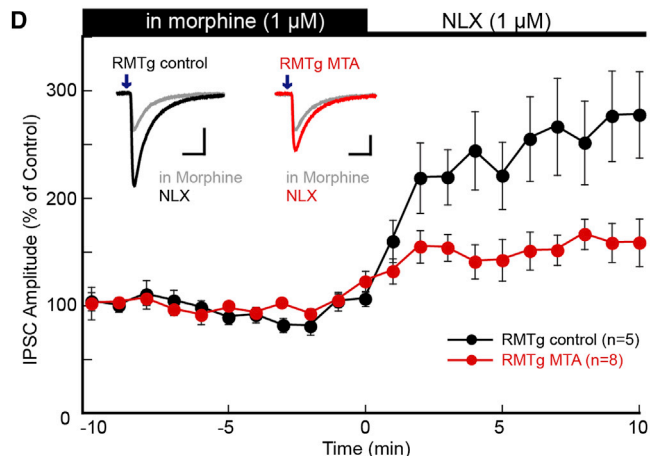 D
in morphine (1 µM)
NLX (1 µM)
RMTg control
RMTg MTA
in Morphine
NLX
in Morphine
NLX
IPSC Amplitude (% of Control)
300
200
100
0
-10
-5
0
5
10
Time (min)
RMTg control (n=5)
RMTg MTA (n=8)